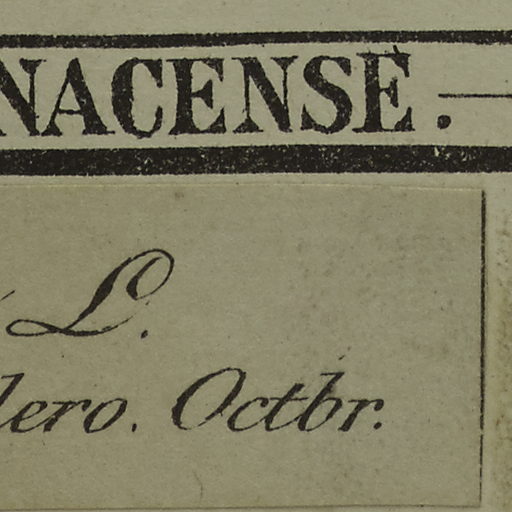 NACENSE.
L.
lero. Octbr.